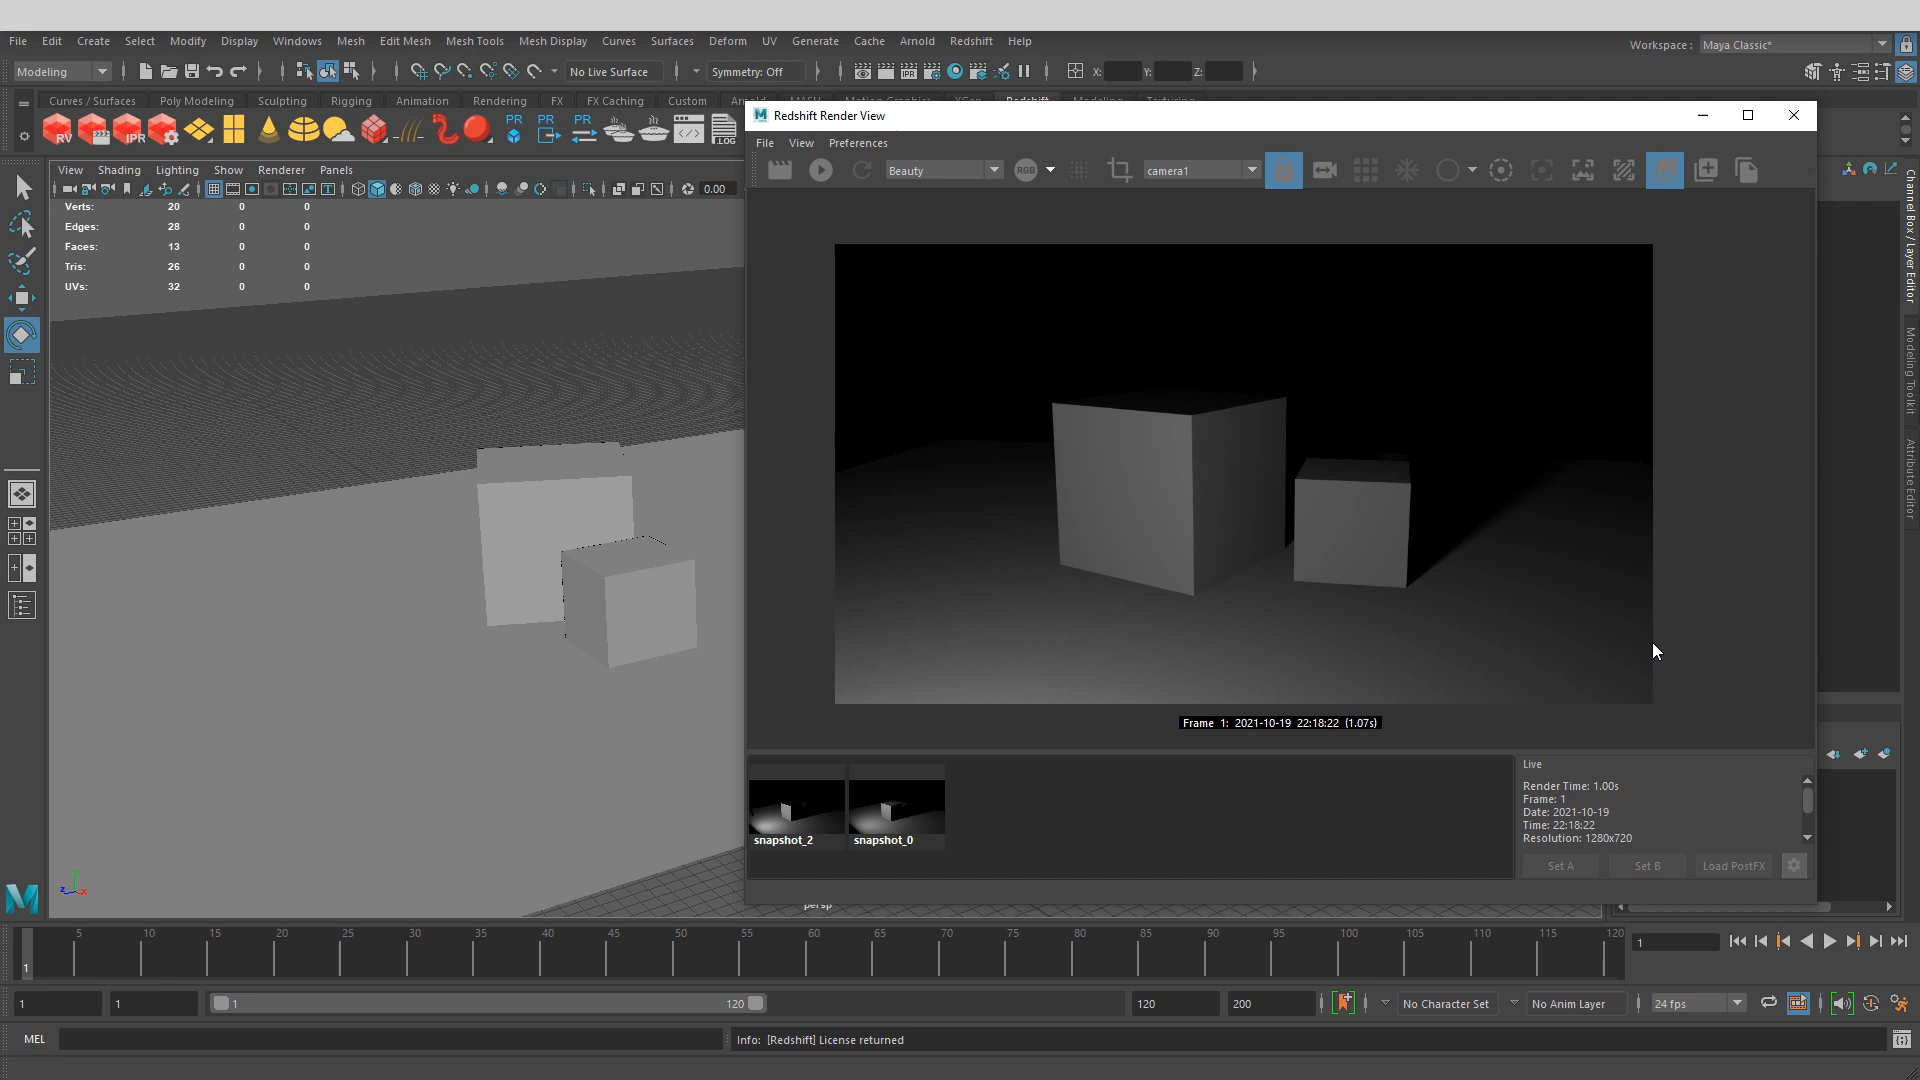 File Edit Create Select Modify Display Windows Mesh Edit Mesh Mesh Tools Mesh Display Curves Surfaces Deform UV Generate Cache Arnold Redshift Help
Workspace : Maya Classic*
Modeling
No Live Surface
Symmetry: Off
X: Y: Z:
Curves / Surfaces Poly Modeling Sculpting Rigging Animation Rendering FX FX Caching Custom
RV IPR PR PR PR .LOG
Redshift Render View
File View Preferences
Beauty
RGB
camera1
View Shading Lighting Show Renderer Panels
0.00
Verts: 20 0 0
Edges: 28 0 0
Faces: 13 0 0
Tris: 26 0 0
UVs: 32 0 0
Channel Box / Layer Editor
Modeling Toolkit
Attribute Editor
Frame 1: 2021-10-19 22:18:22 (1.07s)
snapshot_2
snapshot_0
Live
Render Time: 1.00s
Frame: 1
Date: 2021-10-19
Time: 22:18:22
Resolution: 1280x720
Set A Set B Load PostFX
persp
z y x
5 10 15 20 25 30 35 40 45 50 55 60 65 70 75 80 85 90 95 100 105 110 115 120
1
1
1 1 1 120 120 200
No Character Set
No Anim Layer
24 fps
MEL
Info: [Redshift] License returned